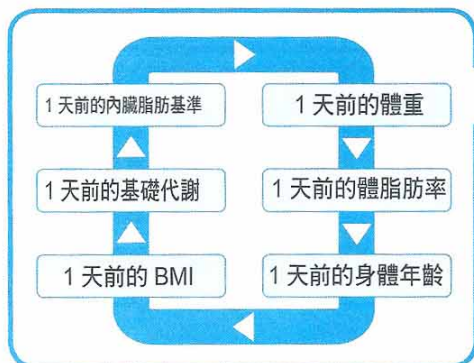 1 天前的內臟脂肪基準
1 天前的體重
1 天前的基礎代謝
1 天前的體脂肪率
1 天前的 BMI
1 天前的身體年齡